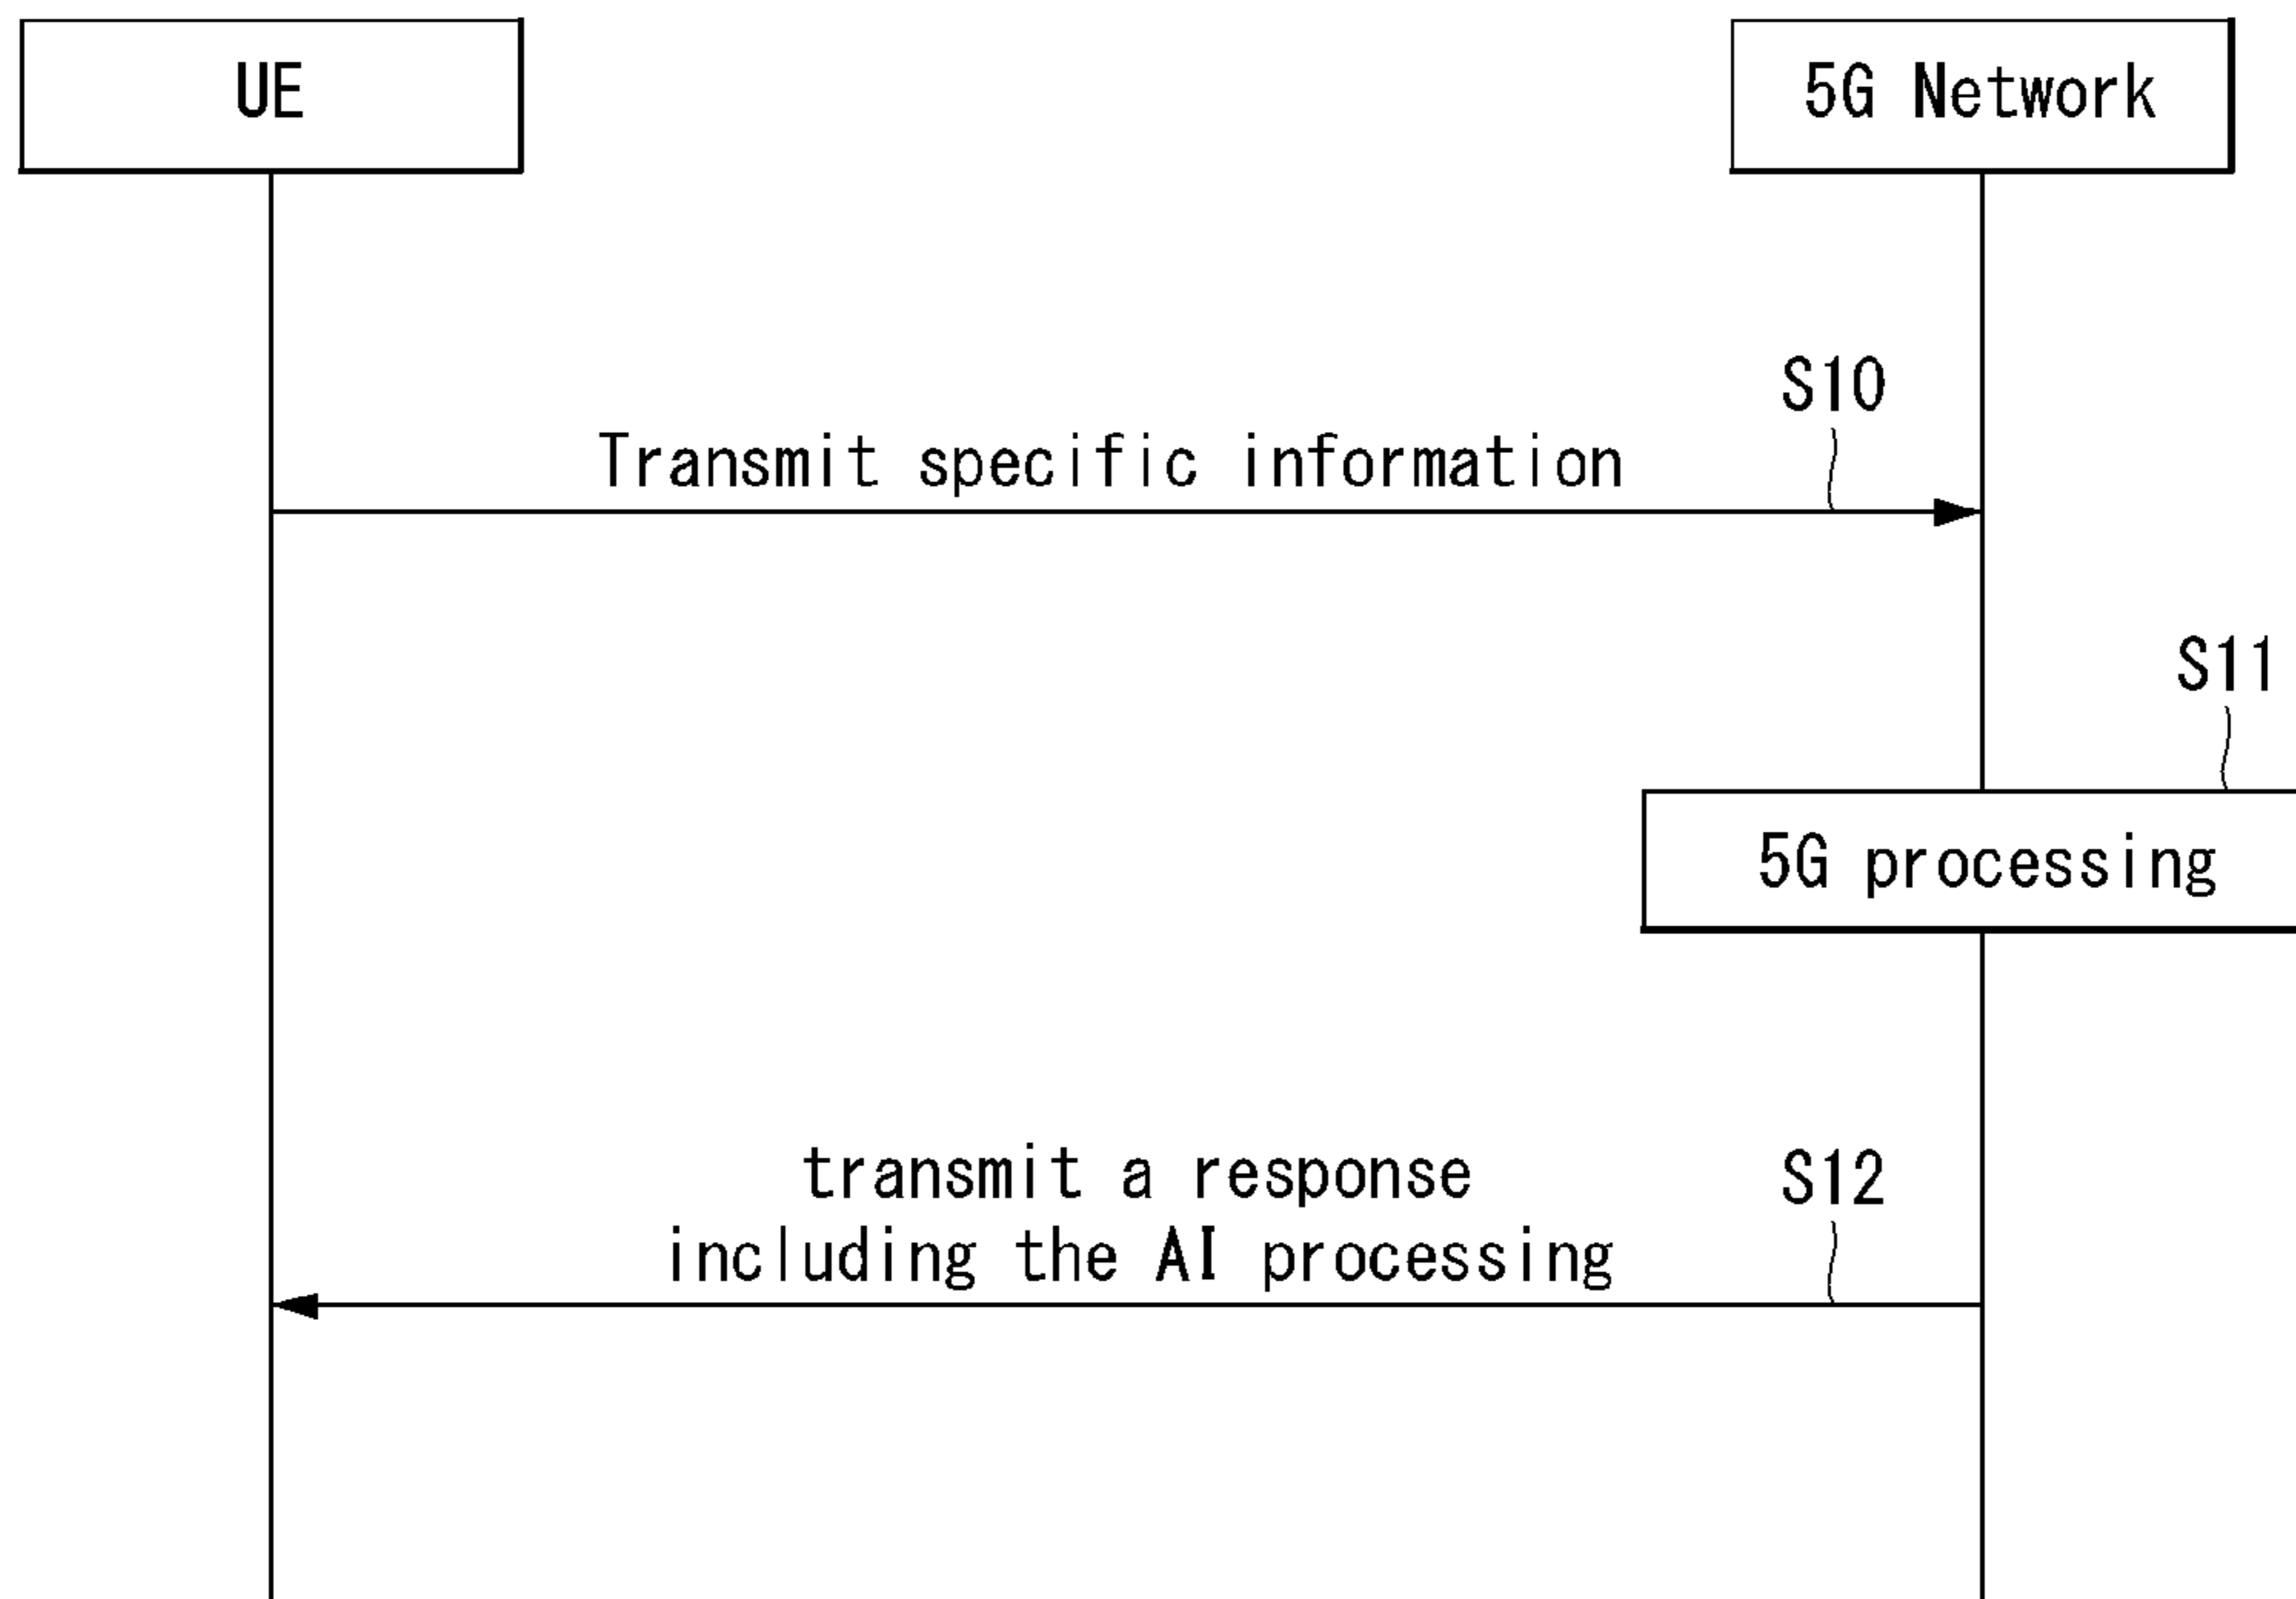 UE
5G Network
S10
Transmit specific information
S11
5G processing
transmit a response
S12
including the AI processing